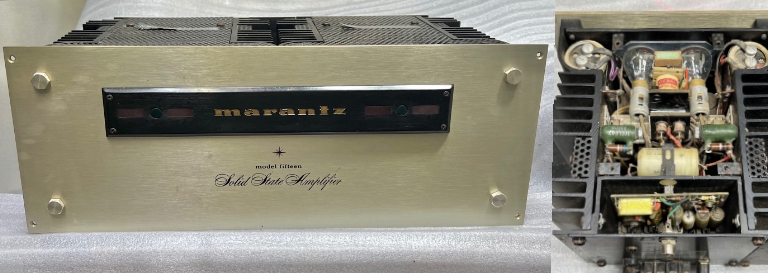 marantz
model fifteen
Solid State Amplifier